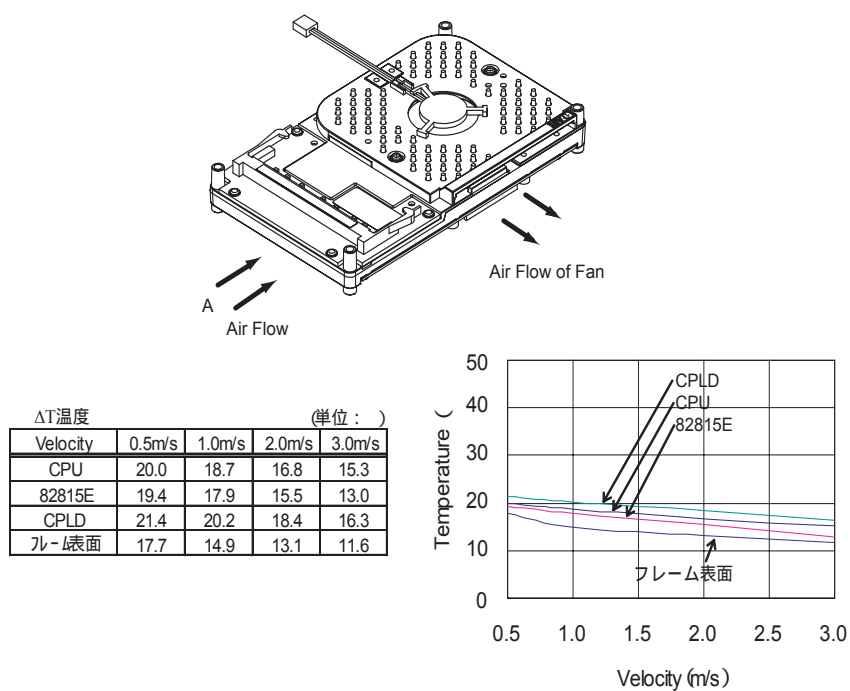 A
Air Flow
Air Flow of Fan
ΔT温度 (単位： )
Velocity 0.5m/s 1.0m/s 2.0m/s 3.0m/s
CPU 20.0 18.7 16.8 15.3
82815E 19.4 17.9 15.5 13.0
CPLD 21.4 20.2 18.4 16.3
フレーム表面 17.7 14.9 13.1 11.6
Temperature (
50
40
30
20
10
0
CPLD
CPU
82815E
フレーム表面
0.5 1.0 1.5 2.0 2.5 3.0
Velocity (m/s)